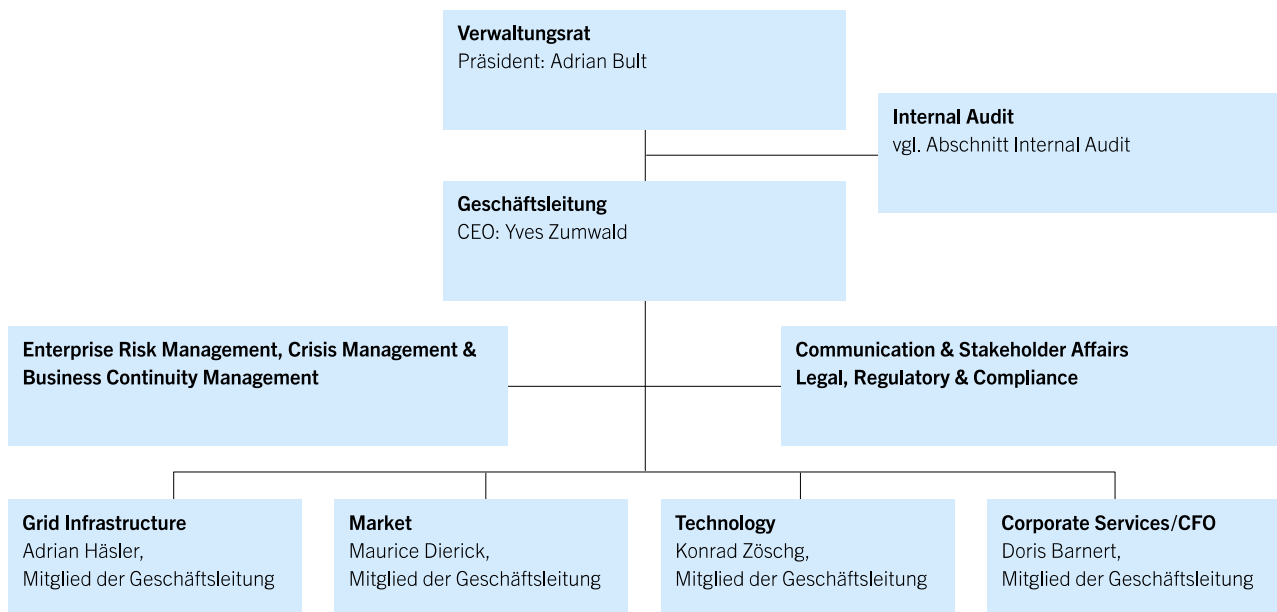 Verwaltungsrat
Präsident: Adrian Bult
Internal Audit
vgl. Abschnitt Internal Audit
Geschäftsleitung
CEO: Yves Zumwald
Enterprise Risk Management, Crisis Management &
Business Continuity Management
Communication & Stakeholder Affairs
Legal, Regulatory & Compliance
Grid Infrastructure
Adrian Häsler,
Mitglied der Geschäftsleitung
Market
Maurice Dierick,
Mitglied der Geschäftsleitung
Technology
Konrad Zöschg,
Mitglied der Geschäftsleitung
Corporate Services/CFO
Doris Barnert,
Mitglied der Geschäftsleitung